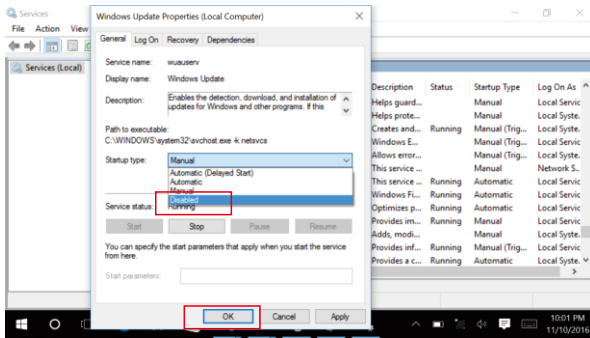 Services
File Action View
Services (Local)
Windows Update Properties (Local Computer)
General Log On Recovery Dependencies
Service name: wuauserv
Display name: Windows Update
Description: Enables the detection, download, and installation of
updates for Windows and other programs. If this
Path to executable:
C:\WINDOWS\system32\svchost.exe -k netsvcs
Startup type: Manual
Automatic (Delayed Start)
Automatic
Manual
Disabled
Service status: Running
Start Stop Pause Resume
You can specify the start parameters that apply when you start the service
from here.
Start parameters:
OK Cancel Apply
Description Status Startup Type Log On As
Helps guard... Manual Local Servic
Helps prote... Manual Local Syste.
Creates and... Running Manual (Trig... Local Servic
Windows E... Manual Local Servic
Allows error... Manual (Trig... Local Syste.
This service ... Manual Network S..
This service ... Running Automatic Local Servic
Windows Fi... Running Automatic Local Servic
Optimizes p... Running Automatic Local Servic
Provides im... Running Manual Local Servic
Adds, modi... Manual Local Syste.
Provides inf... Running Manual (Trig... Local Servic
Provides a c... Running Automatic Local Syste.
10:01 PM
11/10/2016